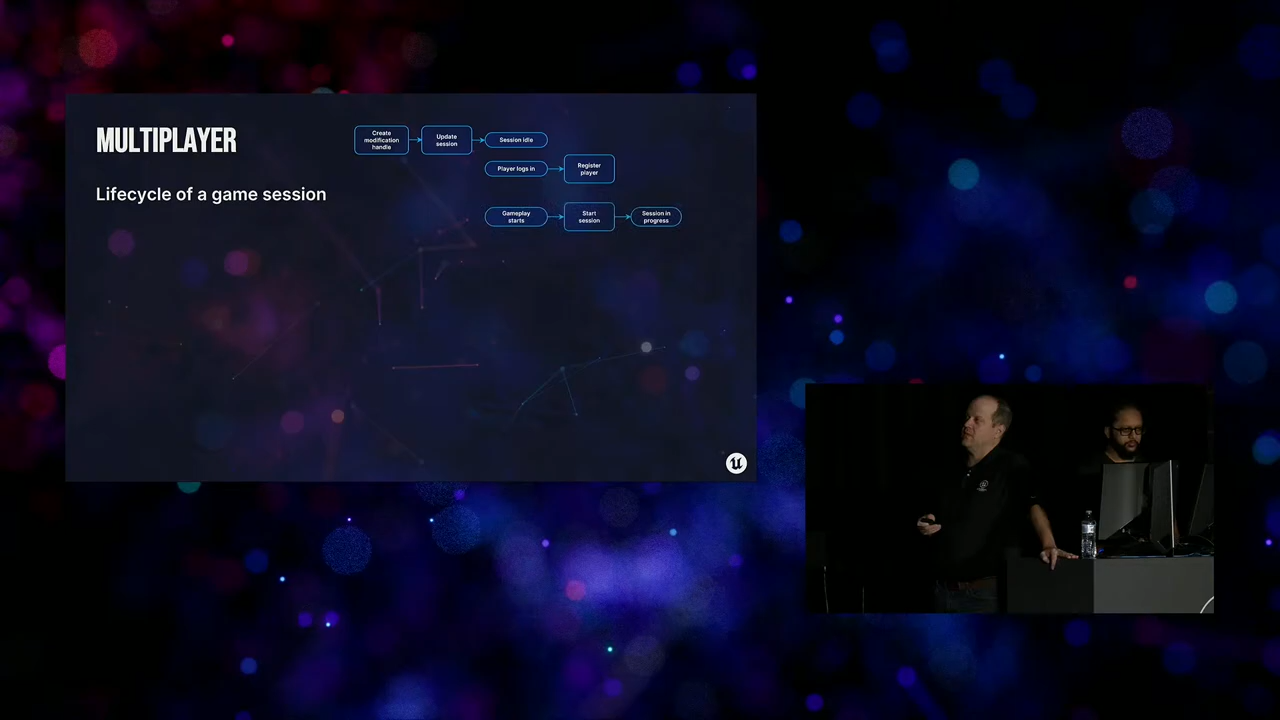 MULTIPLAYER
Lifecycle of a game session
Create
modification
handle
Update
session
Session idle
Player logs in
Register
player
Gameplay
starts
Start
session
Session in
progress